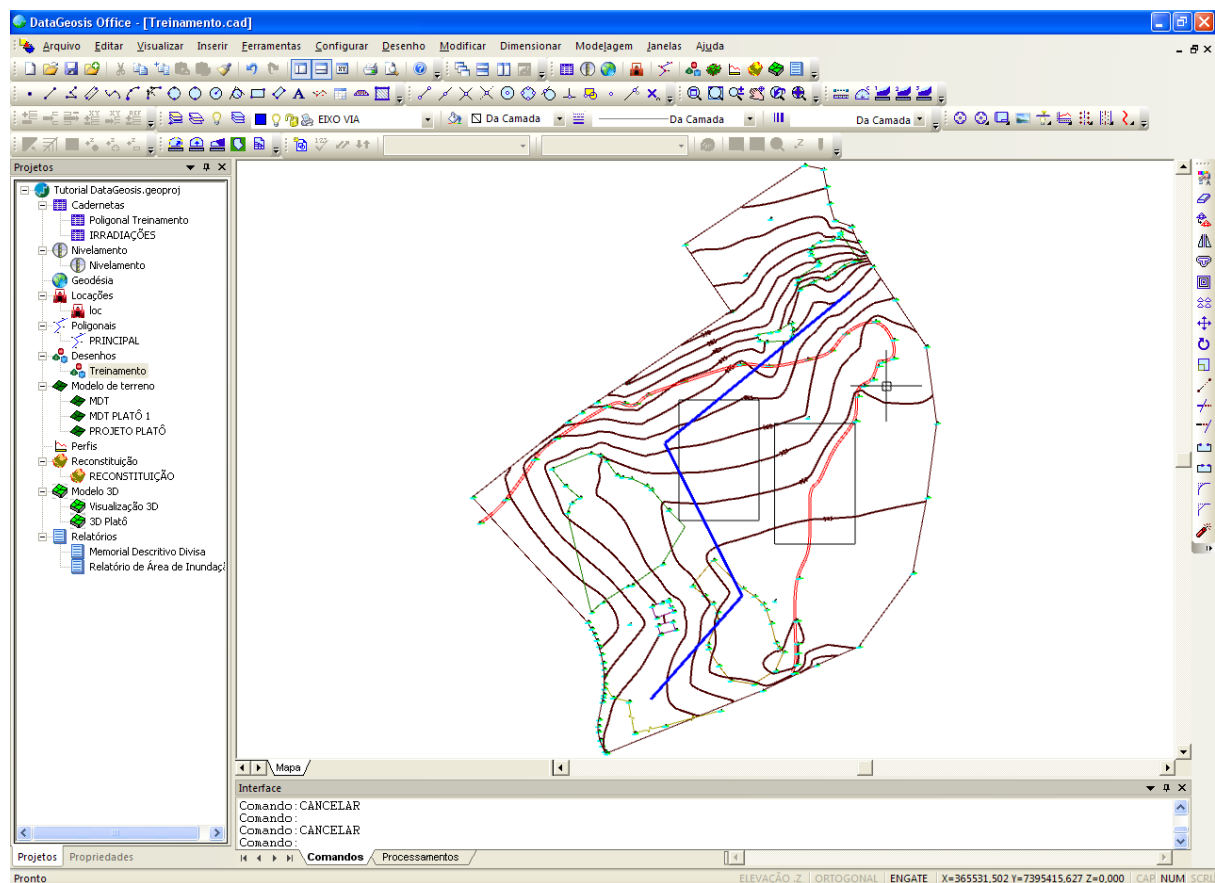 DataGeosis Office - [Treinamento.cad]
Arquivo Editar Visualizar Inserir Ferramentas Configurar Desenho Modificar Dimensionar Modelagem Janelas Ajuda
EIXO VIA Da Camada Da Camada Da Camada
Projetos
Tutorial DataGeosis.geoproj
Cadernetas
Poligonal Treinamento
IRRADIAÇÕES
Nivelamento
Nivelamento
Geodésia
Locações
loc
Poligonais
PRINCIPAL
Desenhos
Treinamento
Modelo de terreno
MDT
MDT PLATÔ 1
PROJETO PLATÔ
Perfis
Reconstituição
RECONSTITUIÇÃO
Modelo 3D
Visualização 3D
3D Platô
Relatórios
Memorial Descritivo Divisa
Relatório de Área de Inundaç
Mapa
Interface
Comando:CANCELAR
Comando:
Comando:CANCELAR
Comando:
Projetos Propriedades
Comandos Processamentos
Pronto
ELEVAÇÃO .Z ORTOGONAL ENGATE X=365531,502 Y=7395415,627 Z=0,000 CAP NUM SCRL